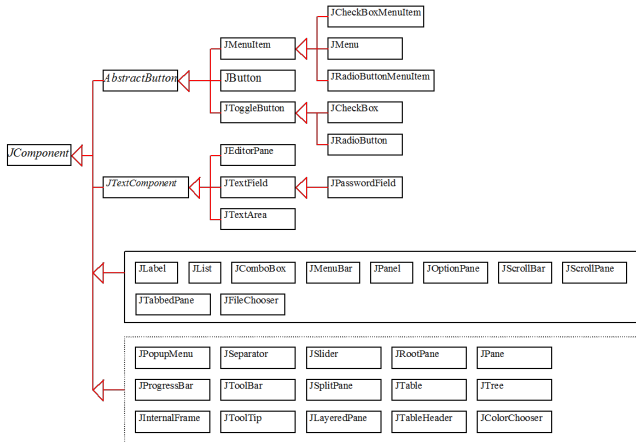 JCheckBoxMenuItem
JMenuItem
JMenu
AbstractButton
JButton
JRadioButtonMenuItem
JToggleButton
JCheckBox
JComponent
JEditorPane
JRadioButton
JTextComponent
JTextField
JPasswordField
JTextArea
JLabel JList JComboBox JMenuBar JPanel JOptionPane JScrollBar JScrollPane
JTabbedPane JFileChooser
JPopupMenu JSeparator JSlider JRootPane JPane
JProgressBar JToolBar JSplitPane JTable JTree
JInternalFrame JToolTip JLayeredPane JTableHeader JColorChooser